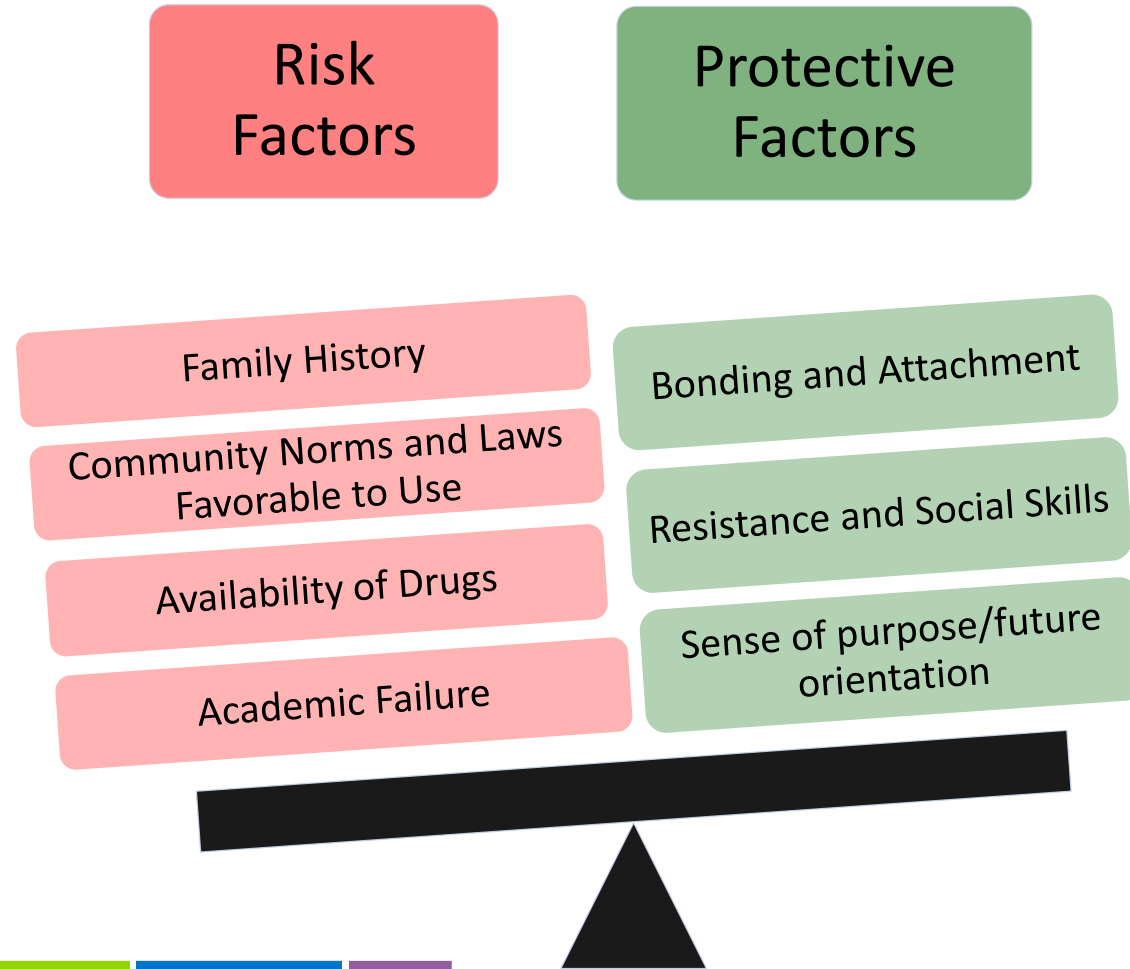 Risk
Factors
Protective
Factors
Family History
Community Norms and Laws
Favorable to Use
Availability of Drugs
Academic Failure
Bonding and Attachment
Resistance and Social Skills
Sense of purpose/future
orientation